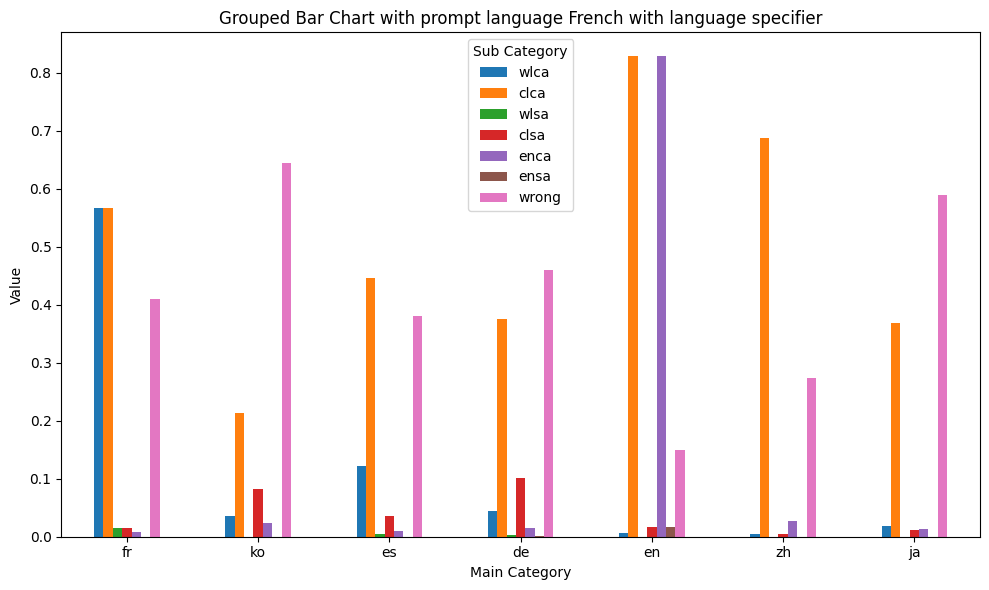 Grouped Bar Chart with prompt language French with language specifier
Sub Category
wlca
clca
wlsa
clsa
enca
ensa
wrong
Value
0.8
0.7
0.6
0.5
0.4
0.3
0.2
0.1
0.0
fr ko es de en zh ja
Main Category